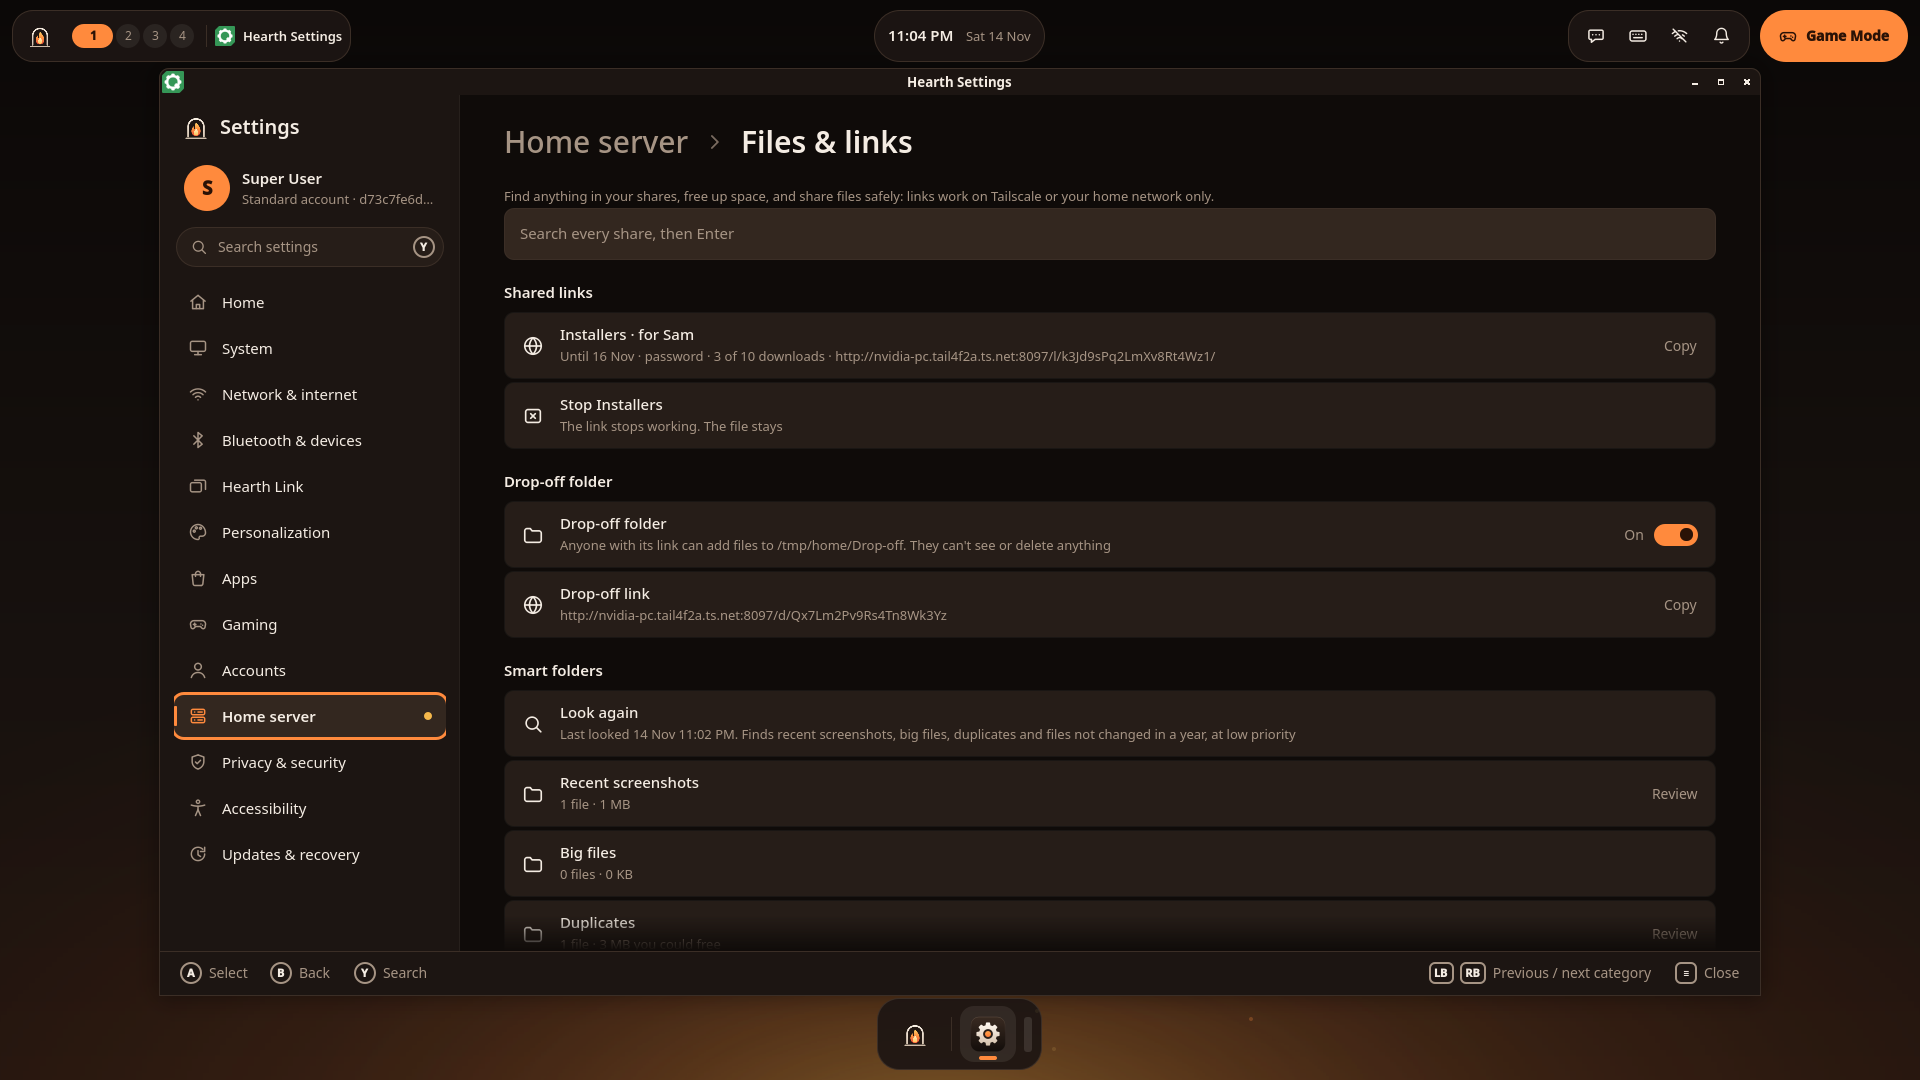 1 2 3 4 Hearth Settings
11:04 PM Sat 14 Nov
Game Mode
Hearth Settings
Settings
S
Super User
Standard account · d73c7fe6d...
Search settings Y
Home
System
Network & internet
Bluetooth & devices
Hearth Link
Personalization
Apps
Gaming
Accounts
Home server
Privacy & security
Accessibility
Updates & recovery
Home server > Files & links
Find anything in your shares, free up space, and share files safely: links work on Tailscale or your home network only.
Search every share, then Enter
Shared links
Installers · for Sam
Until 16 Nov · password · 3 of 10 downloads · http://nvidia-pc.tail4f2a.ts.net:8097/l/k3Jd9sPq2LmXv8Rt4Wz1/
Copy
Stop Installers
The link stops working. The file stays
Drop-off folder
Drop-off folder
Anyone with its link can add files to /tmp/home/Drop-off. They can't see or delete anything
On
Drop-off link
http://nvidia-pc.tail4f2a.ts.net:8097/d/Qx7Lm2Pv9Rs4Tn8Wk3Yz
Copy
Smart folders
Look again
Last looked 14 Nov 11:02 PM. Finds recent screenshots, big files, duplicates and files not changed in a year, at low priority
Recent screenshots
1 file · 1 MB
Review
Big files
0 files · 0 KB
Duplicates
1 file · 3 MB you could free
Review
A Select B Back Y Search
LB RB Previous / next category Close